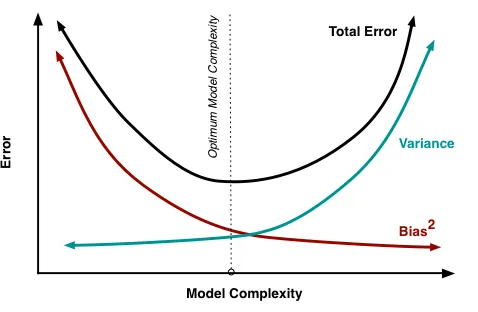 Total Error
Optimum Model Complexity
Variance
Error
Bias2
Model Complexity